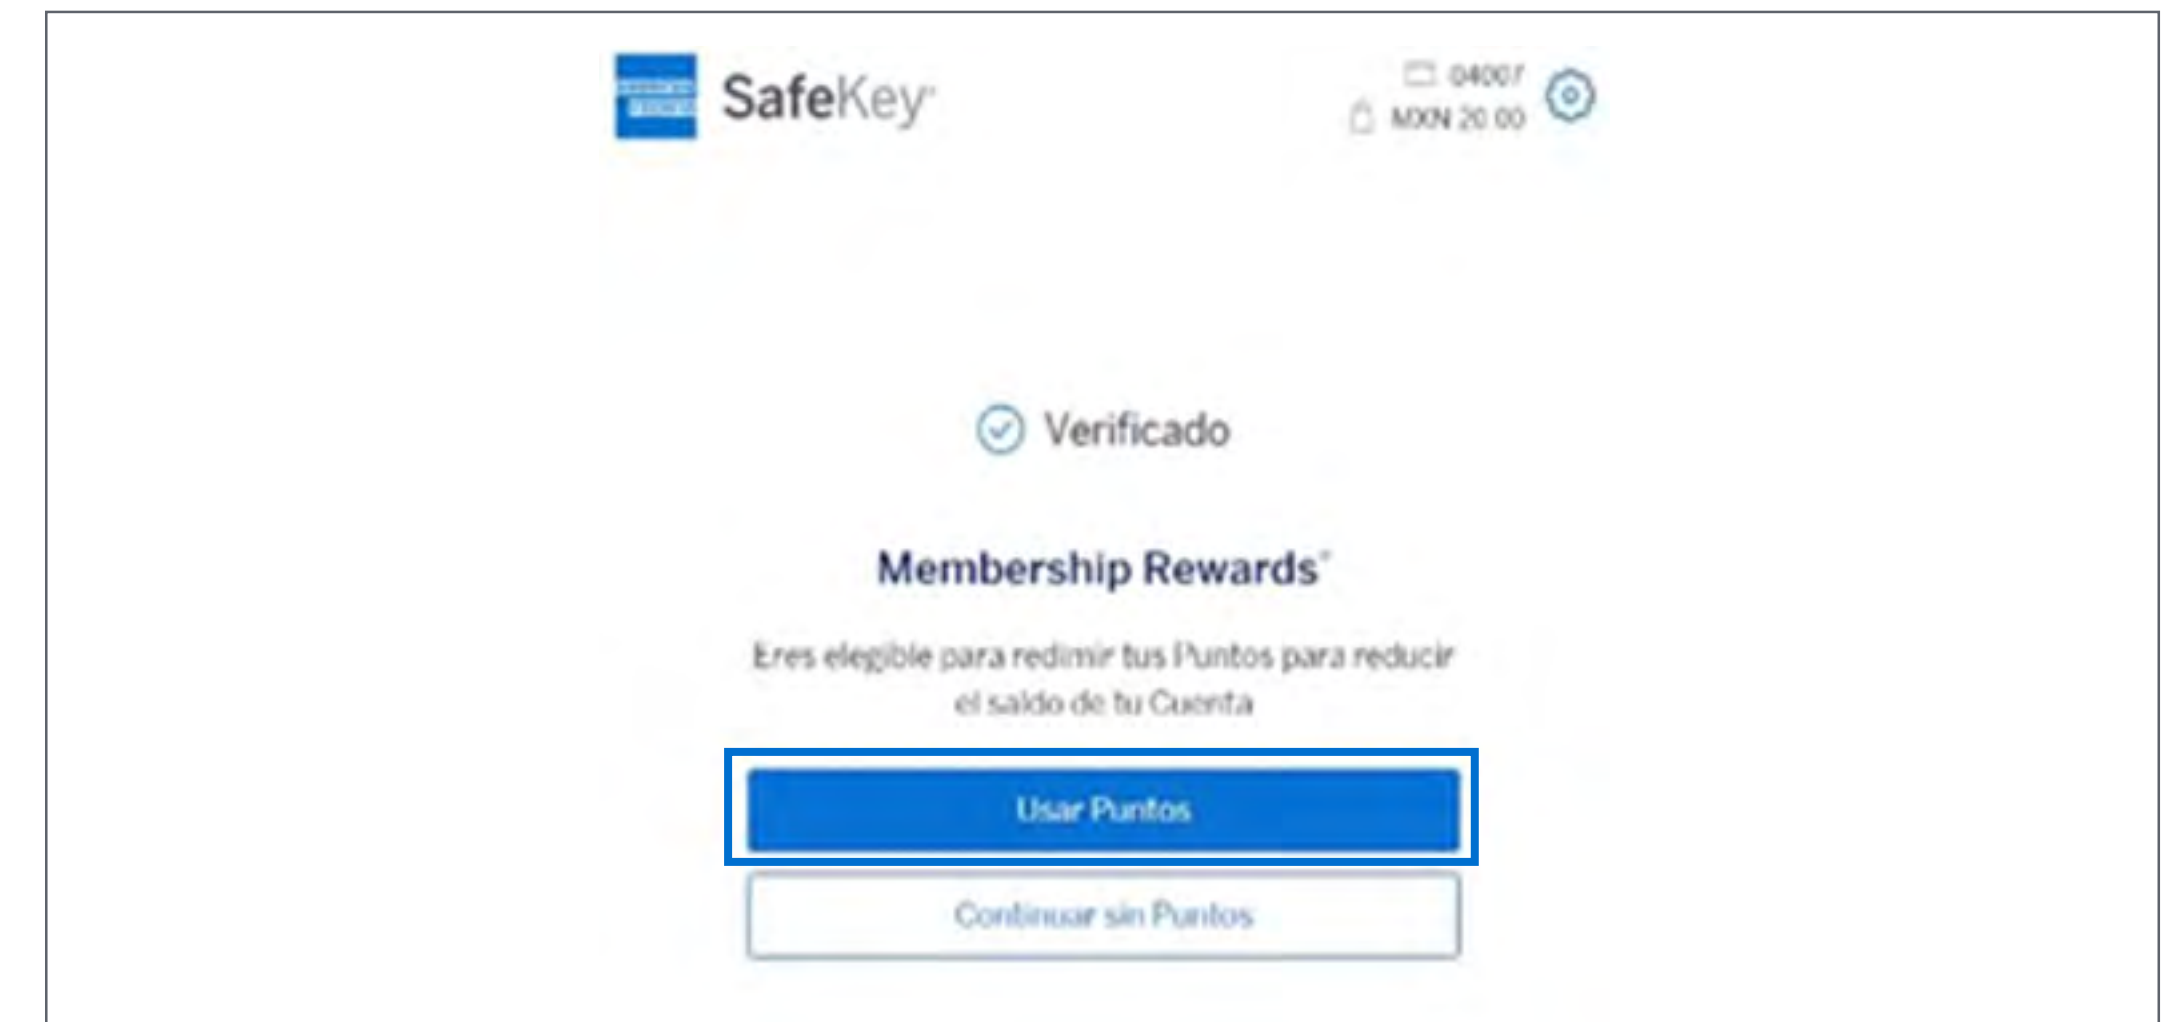 SafeKey®
04007
MXN 20.00
Verificado
Membership Rewards®
Eres elegible para redimir tus Puntos para reducir
el saldo de tu Cuenta
Usar Puntos
Continuar sin Puntos